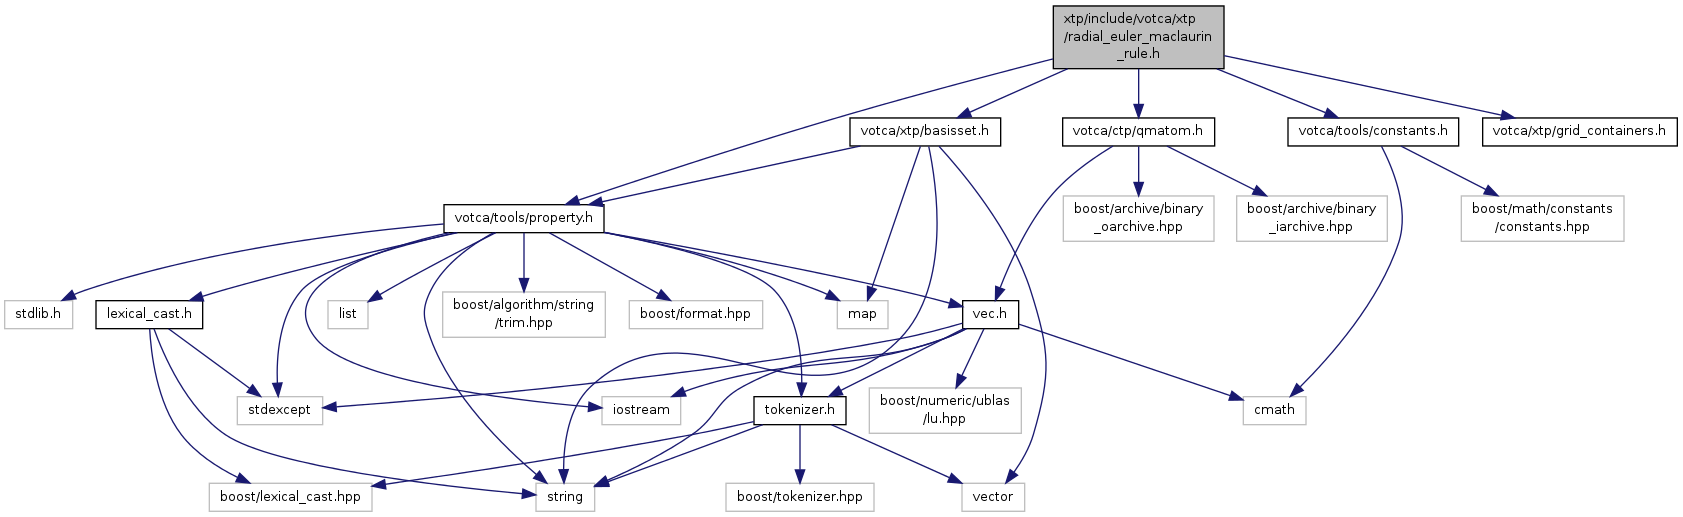 xtp/include/votca/xtp
/radial_euler_maclaurin
_rule.h
votca/xtp/basisset.h
votca/ctp/qmatom.h
votca/tools/constants.h
votca/xtp/grid_containers.h
votca/tools/property.h
boost/archive/binary
_oarchive.hpp
boost/archive/binary
_iarchive.hpp
boost/math/constants
/constants.hpp
stdlib.h
lexical_cast.h
list
boost/algorithm/string
/trim.hpp
boost/format.hpp
map
vec.h
stdexcept
iostream
tokenizer.h
boost/numeric/ublas
/lu.hpp
cmath
boost/lexical_cast.hpp
string
boost/tokenizer.hpp
vector